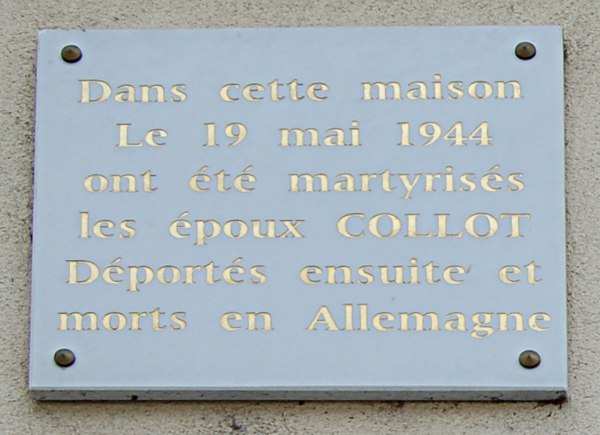 Dans cette maison
Le 19 mai 1944
ont été martyrisés
les époux COLLOT
Déportés ensuite et
morts en Allemagne